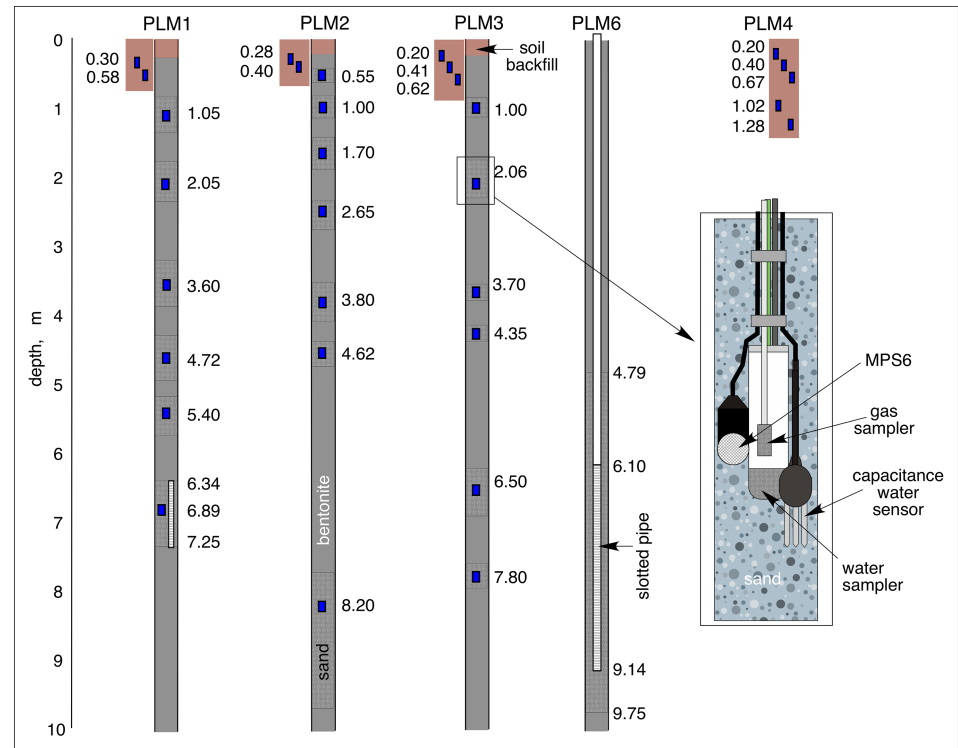 PLM1
PLM2
PLM3
PLM6
PLM4
depth, m
0
1
2
3
4
5
6
7
8
9
10
0.30
0.58
1.05
2.05
3.60
4.72
5.40
6.34
6.89
7.25
0.28
0.40
0.55
1.00
1.70
2.65
3.80
4.62
8.20
bentonite
sand
0.20
0.41
0.62
soil
backfill
1.00
2.06
3.70
4.35
6.50
7.80
4.79
6.10
slotted pipe
9.14
9.75
0.20
0.40
0.67
1.02
1.28
MPS6
gas
sampler
capacitance
water
sensor
water
sampler
sand